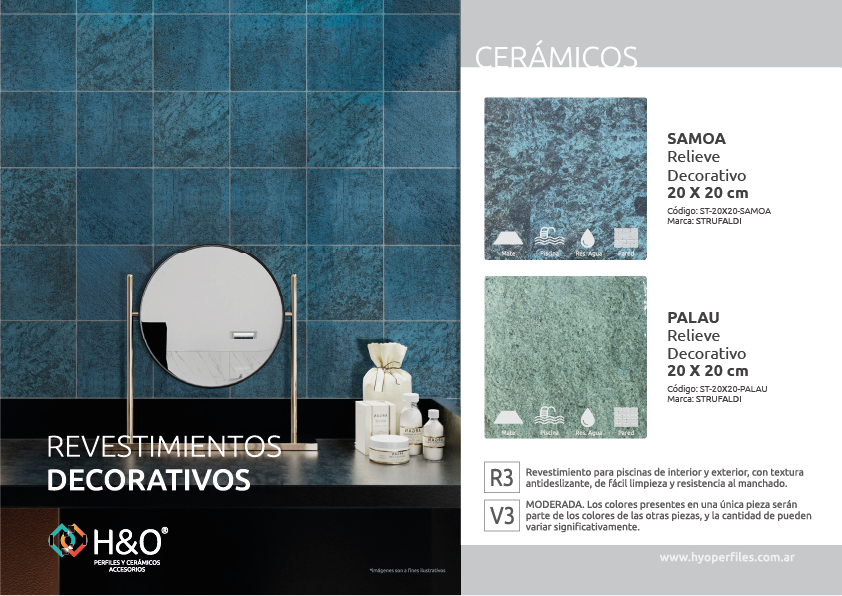 CERÁMICOS
SAMOA
Relieve
Decorativo
20 X 20 cm
Código: ST-20X20-SAMOA
Marca: STRUFALDI
Mate
Piscina
Res. Agua
Pared
PALAU
Relieve
Decorativo
20 X 20 cm
Código: ST-20X20-PALAU
Marca: STRUFALDI
Mate
Piscina
Res. Agua
Pared
R3
Revestimiento para piscinas de interior y exterior, con textura
antideslizante, de fácil limpieza y resistencia al manchado.
V3
MODERADA. Los colores presentes en una única pieza serán
parte de los colores de las otras piezas, y la cantidad de pueden
variar significativamente.
www.hyoperfiles.com.ar
REVESTIMIENTOS
DECORATIVOS
H&O®
PERFILES Y CERÁMICOS
ACCESORIOS
*Imágenes son a fines ilustrativos